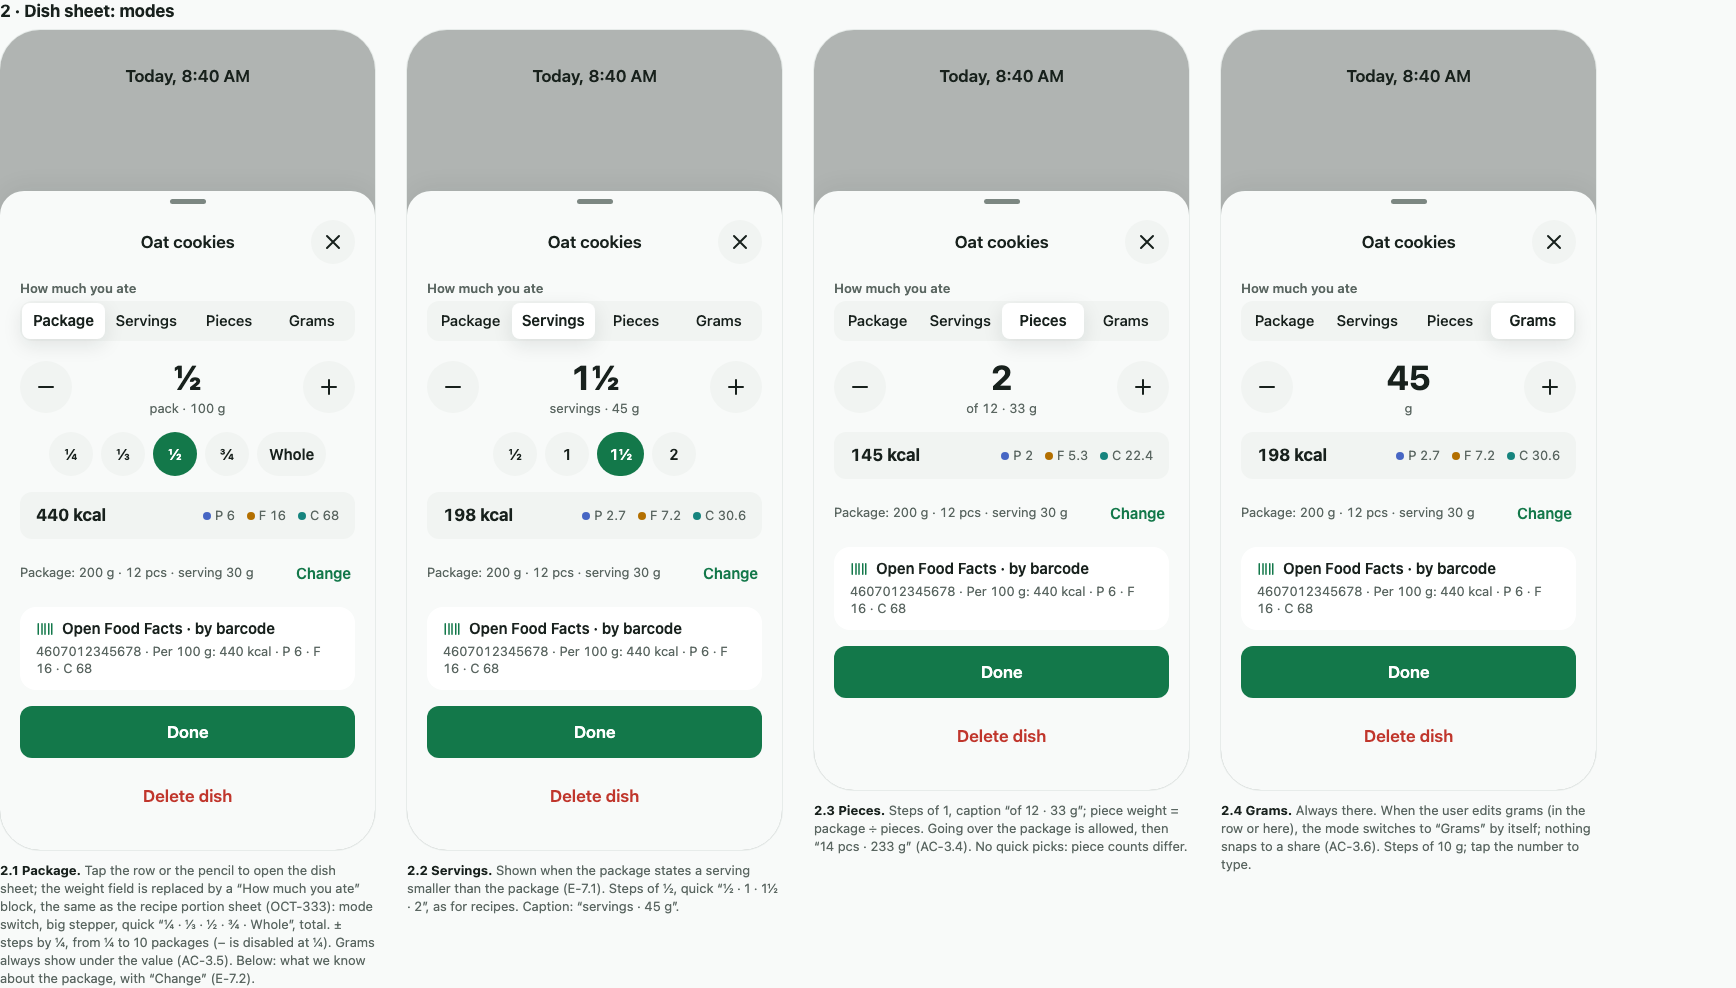 2 · Dish sheet: modes
Today, 8:40 AM
Oat cookies
How much you ate
Package Servings Pieces Grams
½
pack · 100 g
¼ ⅓ ½ ¾ Whole
440 kcal P 6 F 16 C 68
Package: 200 g · 12 pcs · serving 30 g Change
Open Food Facts · by barcode
4607012345678 · Per 100 g: 440 kcal · P 6 · F
16 · C 68
Done
Delete dish
2.1 Package. Tap the row or the pencil to open the dish
sheet; the weight field is replaced by a “How much you ate”
block, the same as the recipe portion sheet (OCT-333): mode
switch, big stepper, quick “¼ · ⅓ · ½ · ¾ · Whole”, total. ±
steps by ¼, from ¼ to 10 packages (− is disabled at ¼). Grams
always show under the value (AC-3.5). Below: what we know
about the package, with “Change” (E-7.2).
Today, 8:40 AM
Oat cookies
How much you ate
Package Servings Pieces Grams
1½
servings · 45 g
½ 1 1½ 2
198 kcal P 2.7 F 7.2 C 30.6
Package: 200 g · 12 pcs · serving 30 g Change
Open Food Facts · by barcode
4607012345678 · Per 100 g: 440 kcal · P 6 · F
16 · C 68
Done
Delete dish
2.2 Servings. Shown when the package states a serving
smaller than the package (E-7.1). Steps of ½, quick “½ · 1 · 1½
· 2”, as for recipes. Caption: “servings · 45 g”.
Today, 8:40 AM
Oat cookies
How much you ate
Package Servings Pieces Grams
2
of 12 · 33 g
145 kcal P 2 F 5.3 C 22.4
Package: 200 g · 12 pcs · serving 30 g Change
Open Food Facts · by barcode
4607012345678 · Per 100 g: 440 kcal · P 6 · F
16 · C 68
Done
Delete dish
2.3 Pieces. Steps of 1, caption “of 12 · 33 g”; piece weight =
package ÷ pieces. Going over the package is allowed, then
“14 pcs · 233 g” (AC-3.4). No quick picks: piece counts differ.
Today, 8:40 AM
Oat cookies
How much you ate
Package Servings Pieces Grams
45
g
198 kcal P 2.7 F 7.2 C 30.6
Package: 200 g · 12 pcs · serving 30 g Change
Open Food Facts · by barcode
4607012345678 · Per 100 g: 440 kcal · P 6 · F
16 · C 68
Done
Delete dish
2.4 Grams. Always there. When the user edits grams (in the
row or here), the mode switches to “Grams” by itself; nothing
snaps to a share (AC-3.6). Steps of 10 g; tap the number to
type.